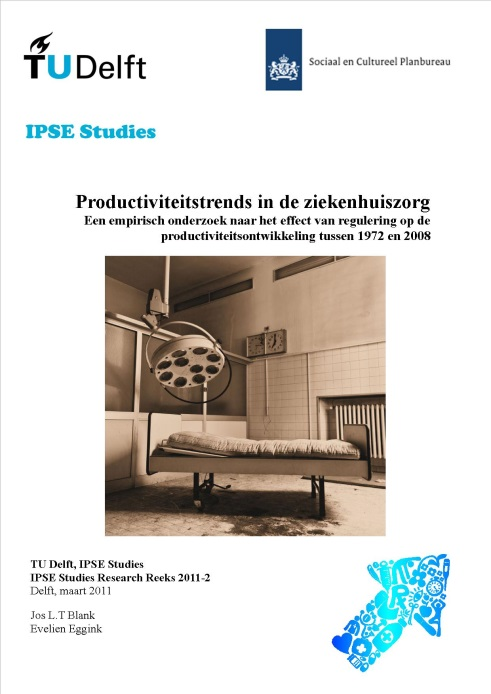 TUDelft
Sociaal en Cultureel Planbureau
IPSE Studies
Productiviteitstrends in de ziekenhuiszorg
Een empirisch onderzoek naar het effect van regulering op de
productiviteitsontwikkeling tussen 1972 en 2008
TU Delft, IPSE Studies
IPSE Studies Research Reeks 2011-2
Delft, maart 2011
Jos L.T Blank
Evelien Eggink